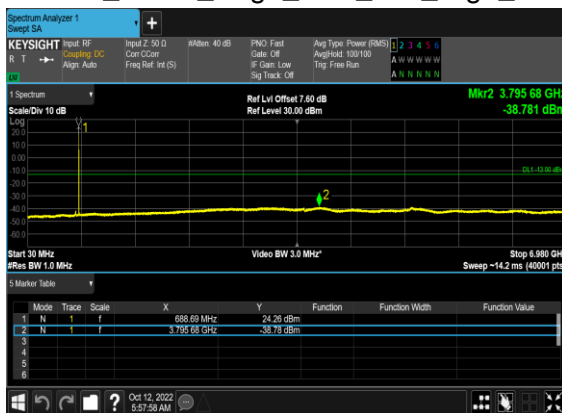 Spectrum Analyzer 1
Swept SA
KEYSIGHT
R T
Input: RF
Coupling: DC
Align: Auto
Input Z: 50 Ω
Corr CCorr
Freq Ref: Int (S)
#Atten: 40 dB
PNO: Fast
Gate: Off
IF Gain: Low
Sig Track: Off
Avg Type: Power (RMS)
Avg|Hold: 100/100
Trig: Free Run
1 2 3 4 5 6
A W W W W W
A N N N N N
1 Spectrum
Scale/Div 10 dB
Ref Lvl Offset 7.60 dB
Ref Level 30.00 dBm
Mkr2 3.795 68 GHz
-38.781 dBm
Log
20.0
10.0
0.00
-10.0
-20.0
-30.0
-40.0
-50.0
-60.0
1
2
DL1 -13.00 dBm
Start 30 MHz
#Res BW 1.0 MHz
Video BW 3.0 MHz*
Stop 6.980 GHz
Sweep ~14.2 ms (40001 pts)
5 Marker Table
Mode Trace Scale X Y Function Function Width Function Value
1 N 1 f 688.69 MHz 24.26 dBm
2 N 1 f 3.795 68 GHz -38.78 dBm
3
4
5
6
Oct 12, 2022
5:57:58 AM